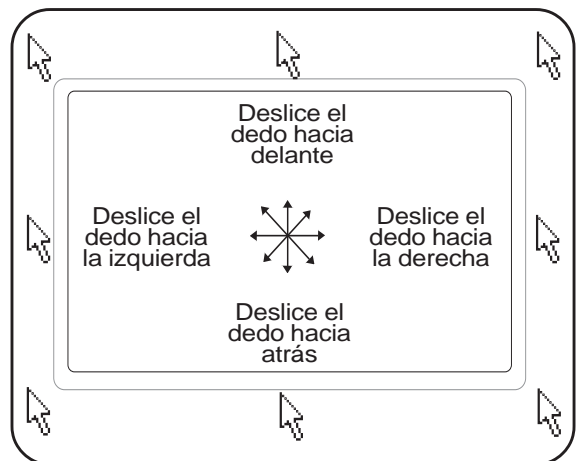 Deslice el
dedo hacia
delante
Deslice el
dedo hacia
la izquierda
Deslice el
dedo hacia
la derecha
Deslice el
dedo hacia
atrás